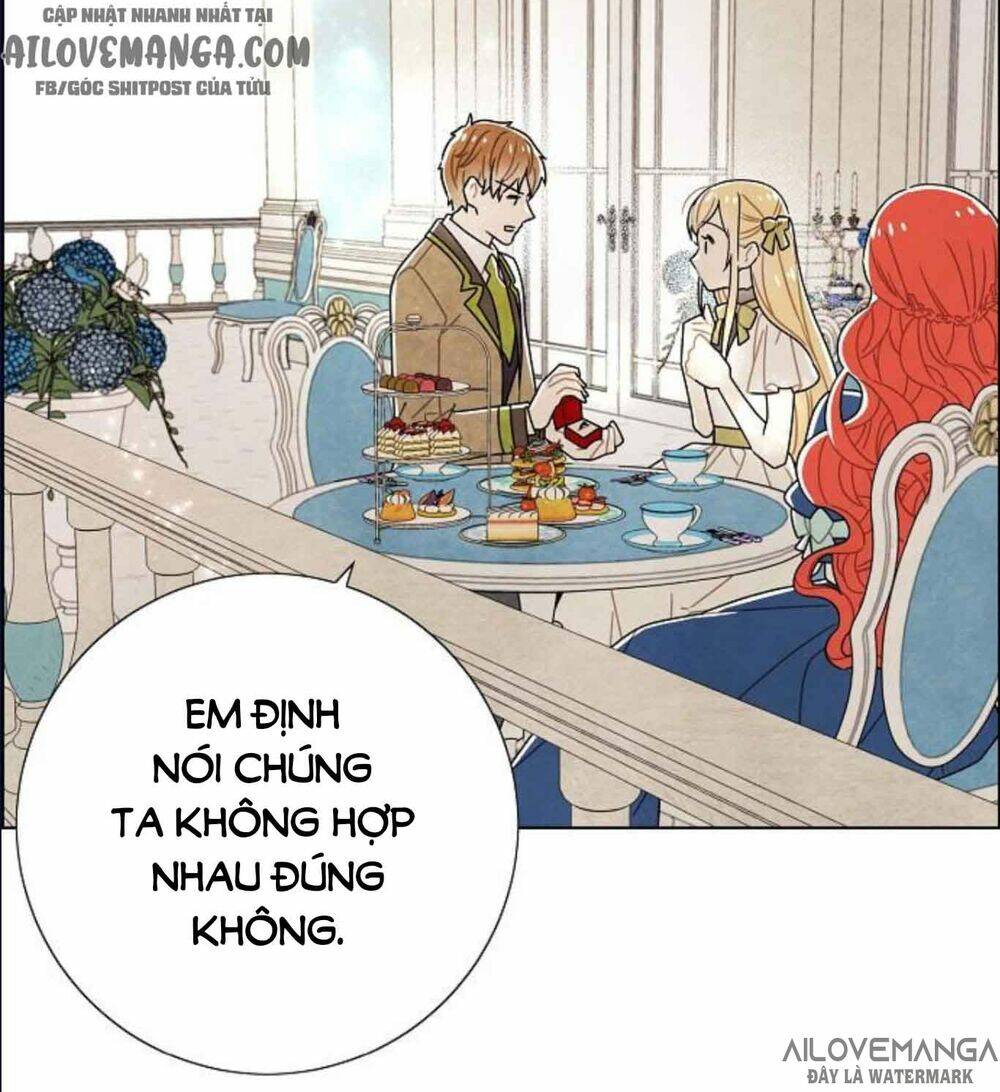 CẬP NHẬT NHANH NHẤT TẠI
AILOVEMANGA.COM
FB/GÓC SHITPOST CỦA TỬU
EM ĐỊNH
NÓI CHÚNG
TA KHÔNG HỢP
NHAU ĐÚNG
KHÔNG.
AILOVEMANGA
ĐÂY LÀ WATERMARK